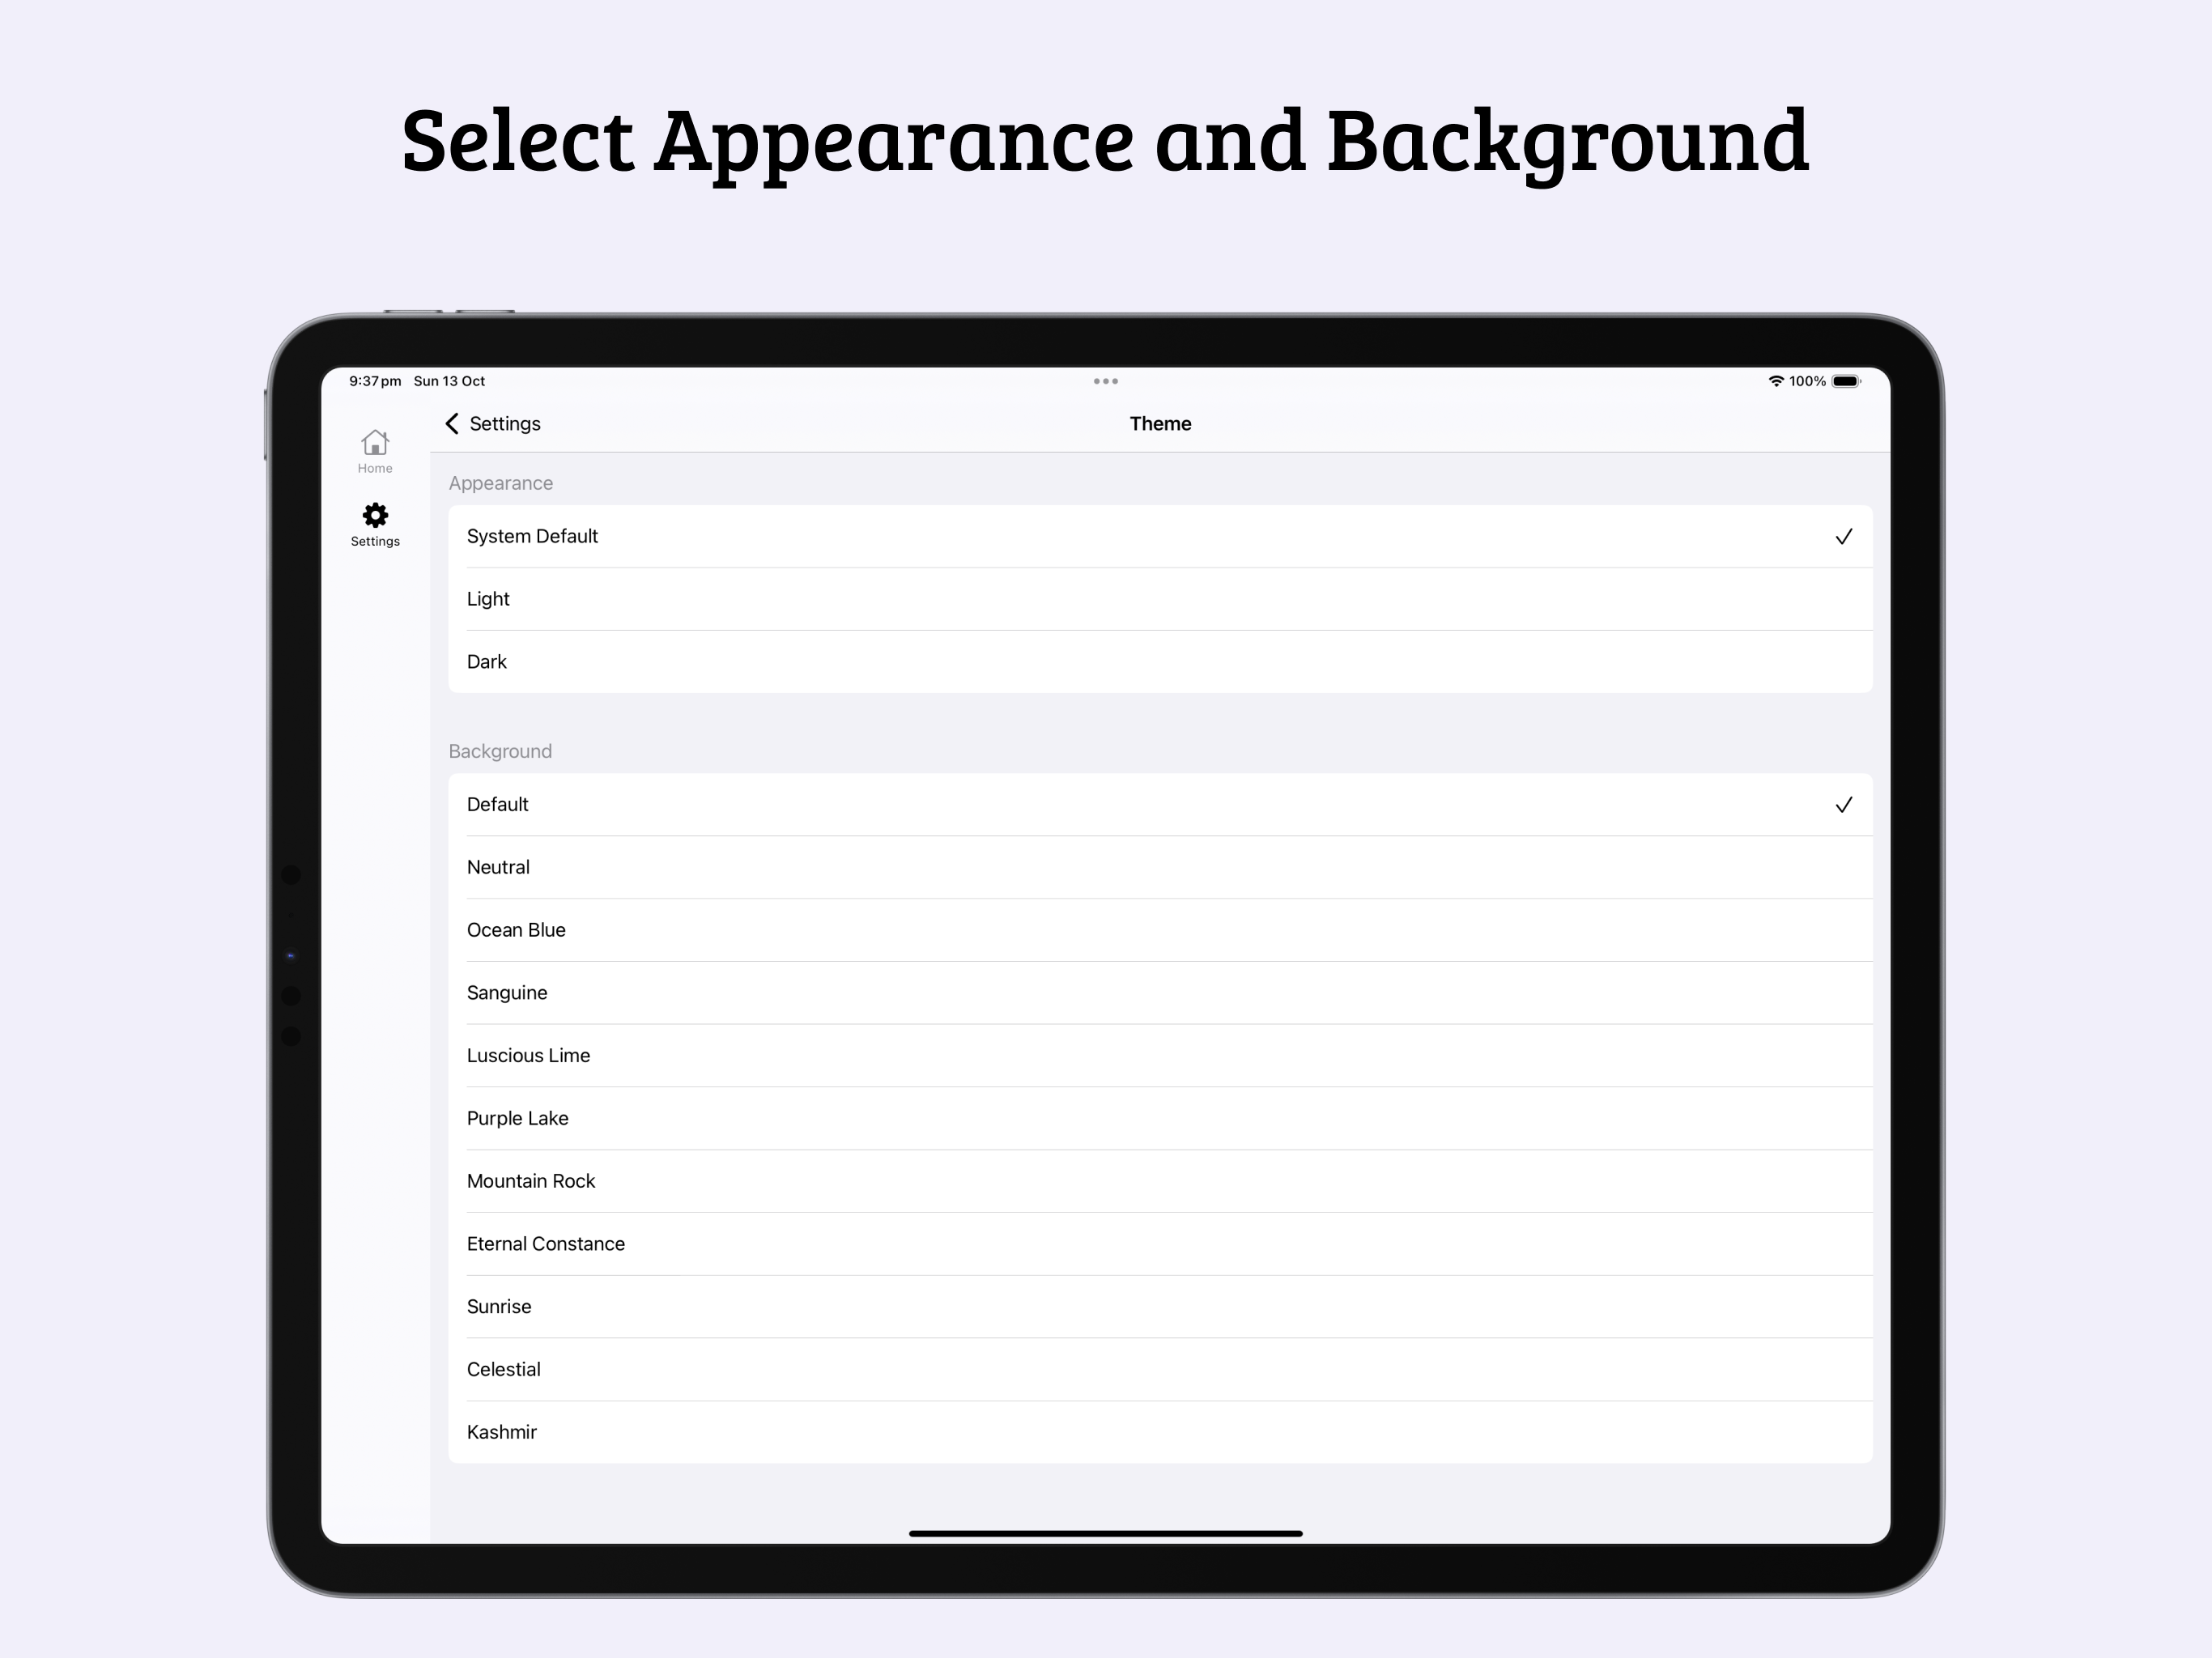 Select Appearance and Background
9:37 pm Sun 13 Oct
100%
Settings
Theme
Home
Settings
Appearance
System Default
Light
Dark
Background
Default
Neutral
Ocean Blue
Sanguine
Luscious Lime
Purple Lake
Mountain Rock
Eternal Constance
Sunrise
Celestial
Kashmir